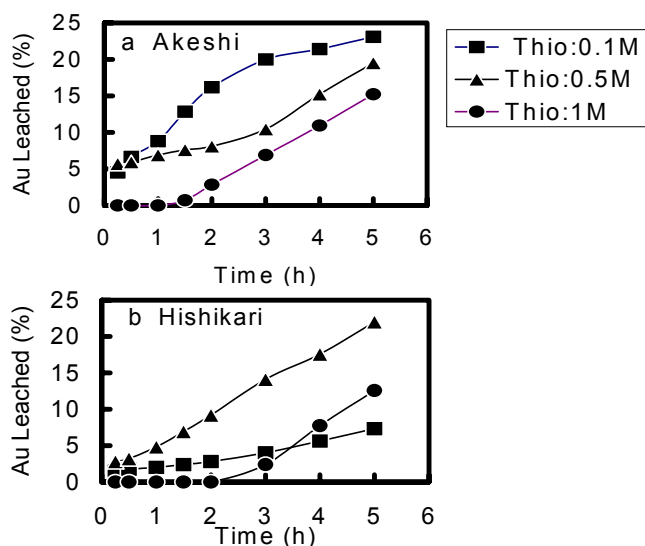 25
20
15
10
5
0
Au Leached (%)
a Akeshi
0 1 2 3 4 5 6
Time (h)
Thio:0.1M
Thio:0.5M
Thio:1M
25
20
15
10
5
0
Au Leached (%)
b Hishikari
0 1 2 3 4 5 6
Time (h)